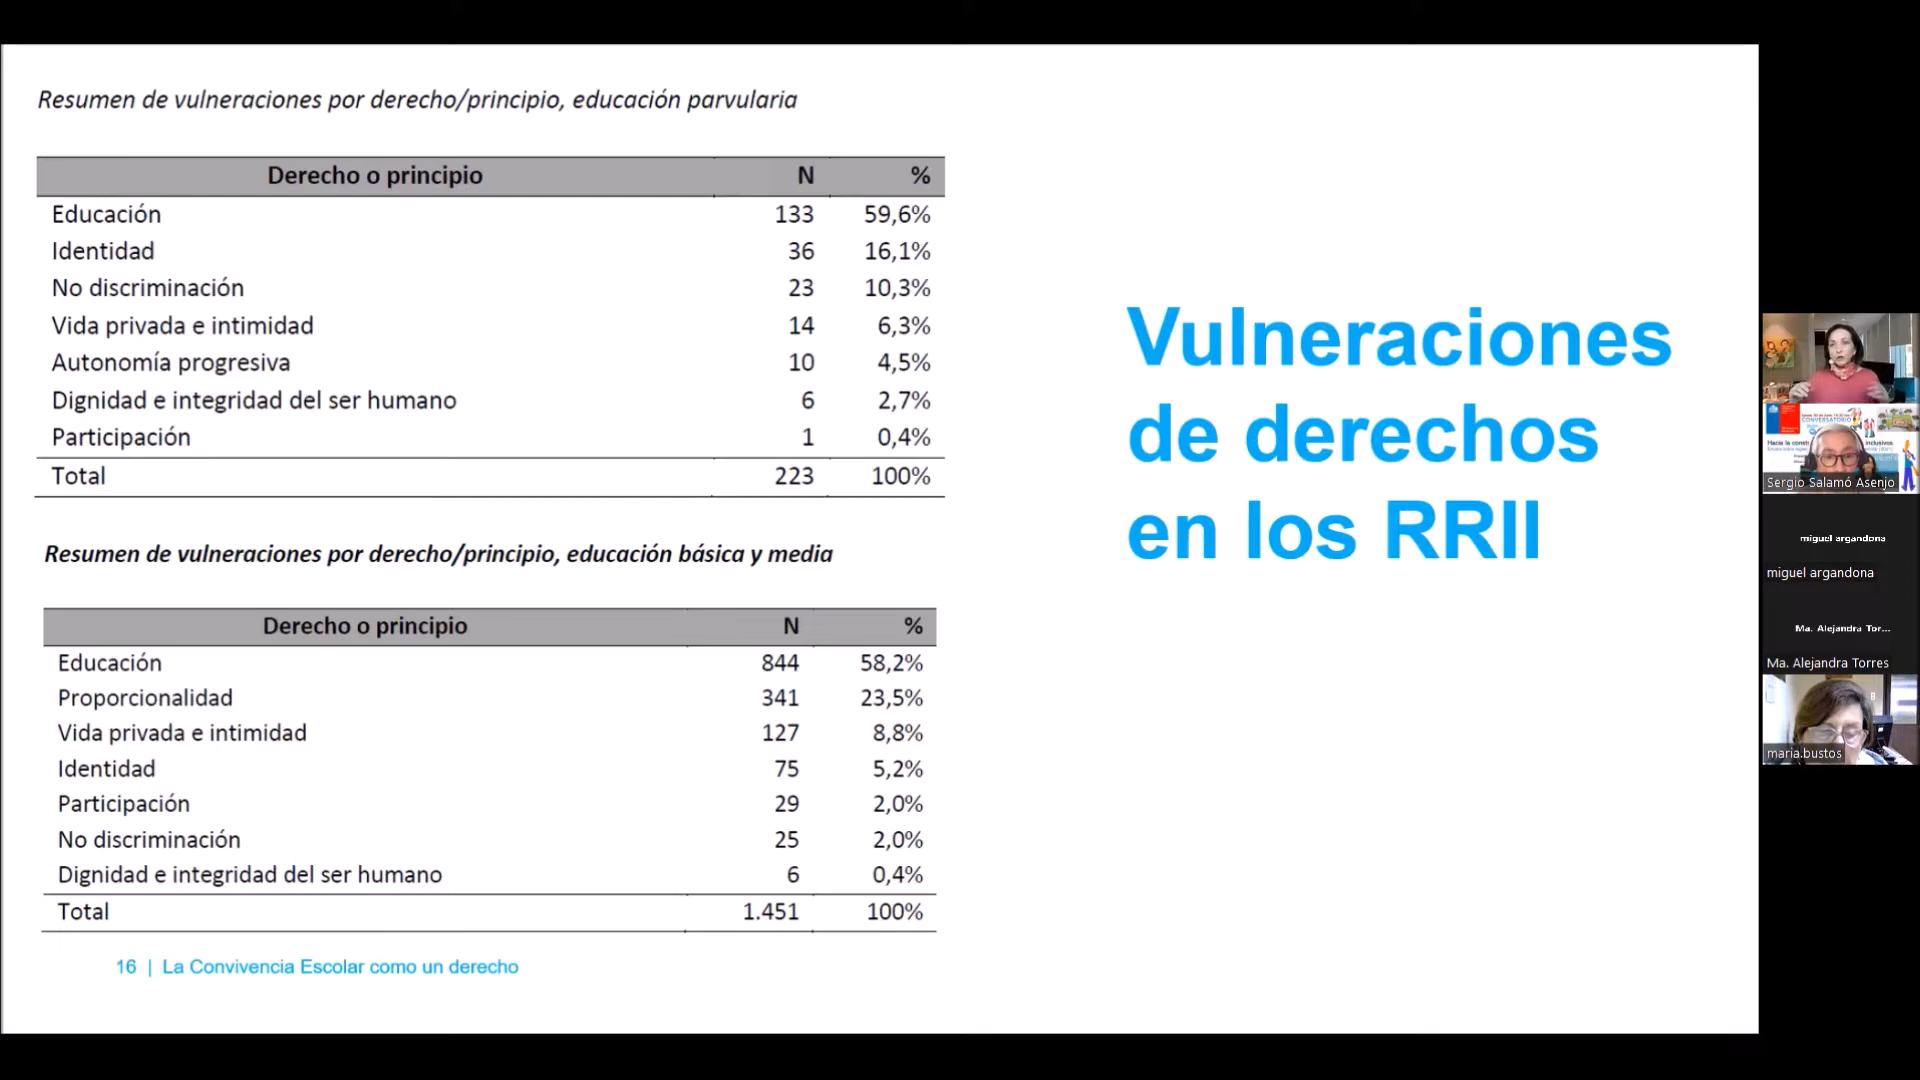 Resumen de vulneraciones por derecho/principio, educación parvularia
Derecho o principio N %
Educación 133 59,6%
Identidad 36 16,1%
No discriminación 23 10,3%
Vida privada e intimidad 14 6,3%
Autonomía progresiva 10 4,5%
Dignidad e integridad del ser humano 6 2,7%
Participación 1 0,4%
Total 223 100%
Resumen de vulneraciones por derecho/principio, educación básica y media
Derecho o principio N %
Educación 844 58,2%
Proporcionalidad 341 23,5%
Vida privada e intimidad 127 8,8%
Identidad 75 5,2%
Participación 29 2,0%
No discriminación 25 2,0%
Dignidad e integridad del ser humano 6 0,4%
Total 1.451 100%
16 | La Convivencia Escolar como un derecho
Vulneraciones
de derechos
en los RRII
CONVERSATORIO
inclusivos
Sergio Salamó Asenjo
miguel argandona
miguel argandona
Ma. Alejandra Tor...
Ma. Alejandra Torres
maria.bustos